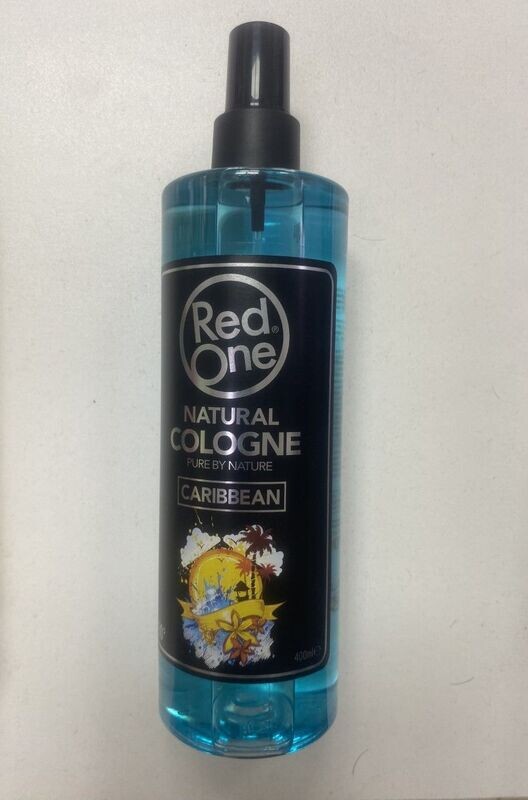 Red®
One
NATURAL
COLOGNE
PURE BY NATURE
CARIBBEAN
400ml ℮